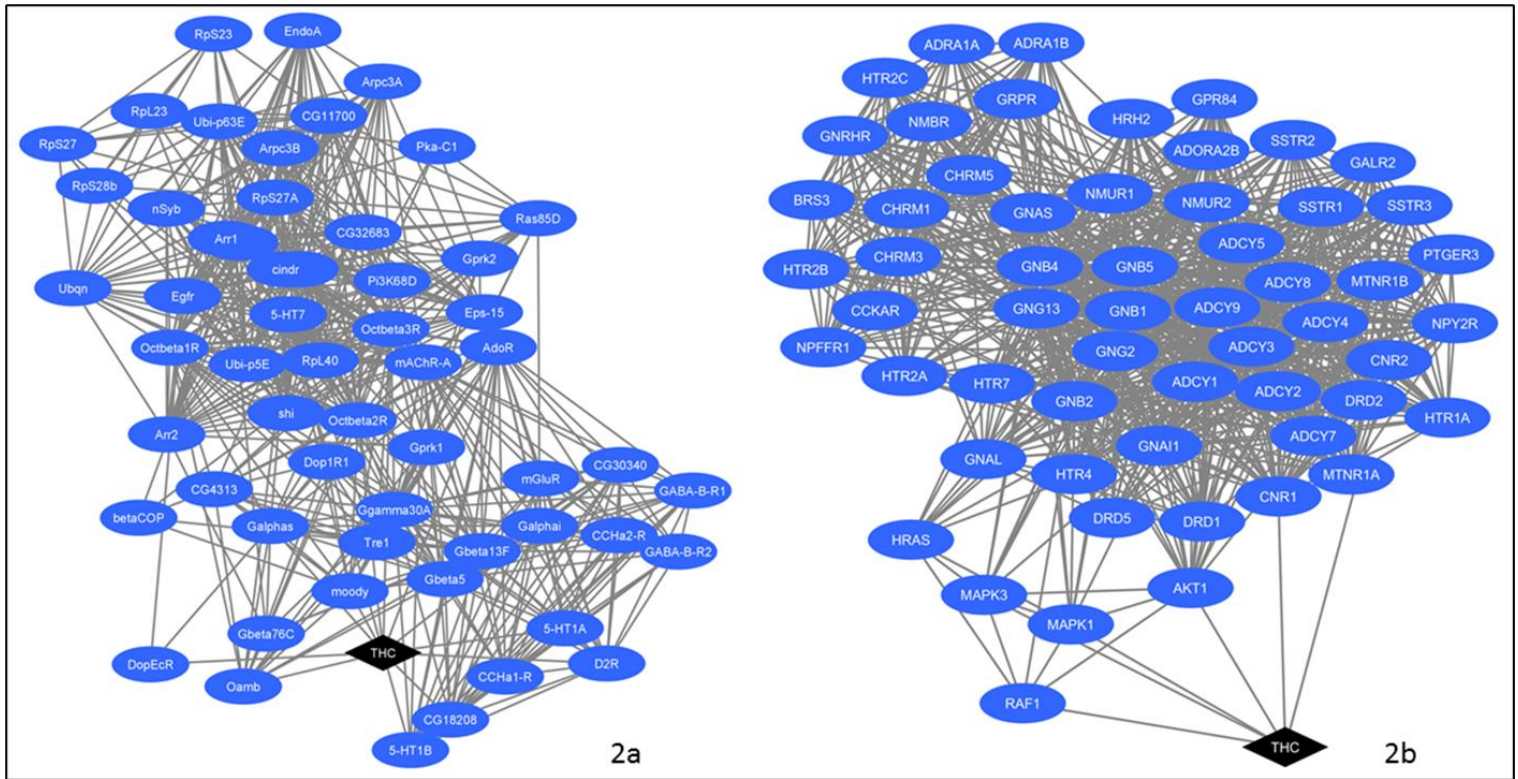 RpS23
EndoA
Arpc3A
RpL23
Ubi-p63E
CG11700
RpS27
Arpc3B
Pka-C1
RpS28b
nSyb
RpS27A
Ras85D
Arr1
CG32683
Gprk2
cindr
Pi3K68D
Ubqn
Egfr
5-HT7
Eps-15
Octbeta3R
Octbeta1R
AdoR
Ubi-p5E
RpL40
mAChR-A
shi
Octbeta2R
Arr2
Gprk1
Dop1R1
CG30340
mGluR
CG4313
GABA-B-R1
Ggamma30A
betaCOP
Galphas
Galphai
Tre1
CCHa2-R
Gbeta13F
GABA-B-R2
Gbeta5
moody
Gbeta76C
5-HT1A
THC
DopEcR
D2R
CCHa1-R
Oamb
CG18208
5-HT1B
2a
ADRA1A
ADRA1B
HTR2C
GRPR
GPR84
GNRHR
NMBR
HRH2
SSTR2
ADORA2B
GALR2
CHRM5
BRS3
NMUR1
NMUR2
CHRM1
GNAS
SSTR1
SSTR3
ADCY5
CHRM3
PTGER3
HTR2B
GNB4
GNB5
ADCY8
MTNR1B
CCKAR
GNG13
GNB1
ADCY9
ADCY4
NPY2R
NPFFR1
GNG2
ADCY3
CNR2
HTR2A
HTR7
ADCY1
ADCY2
GNB2
DRD2
HTR1A
ADCY7
GNAL
HTR4
GNAI1
MTNR1A
CNR1
DRD5
DRD1
HRAS
AKT1
MAPK3
MAPK1
RAF1
THC
2b